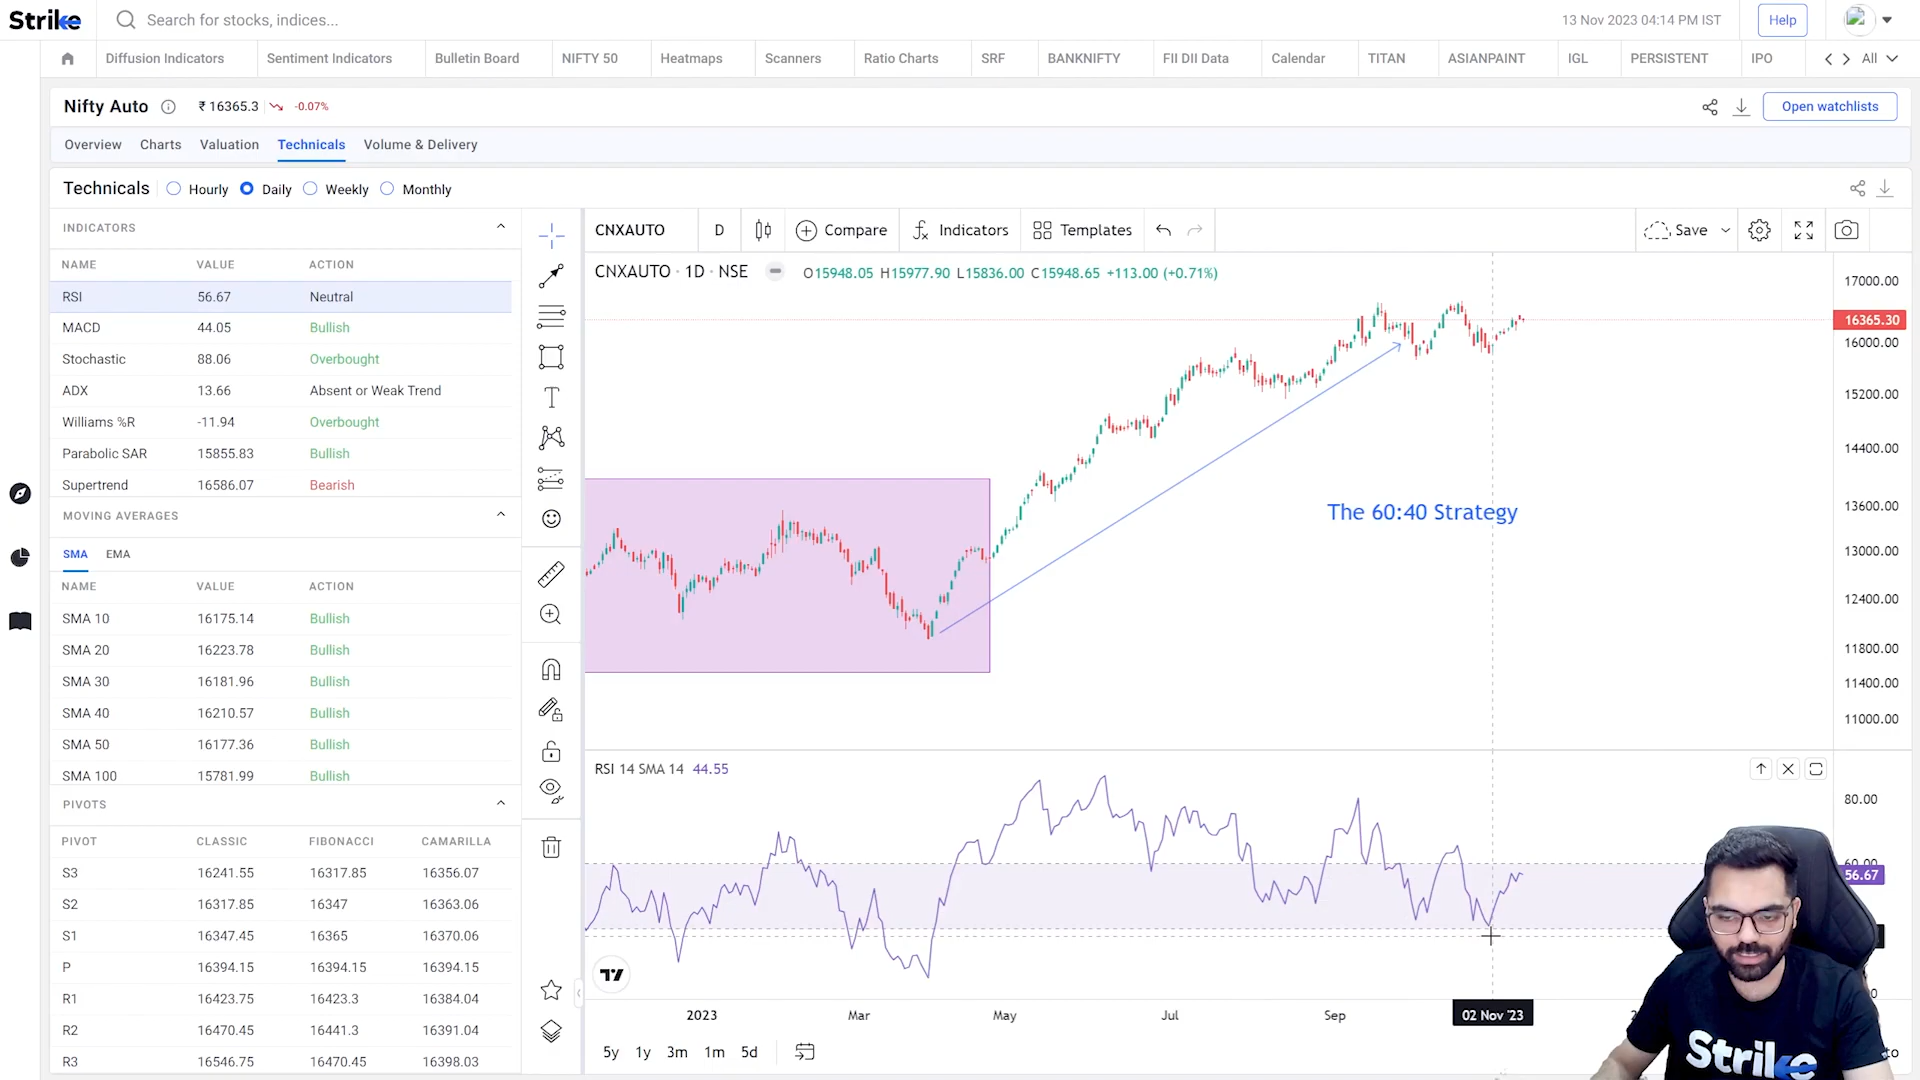 Strike
Search for stocks, indices...
13 Nov 2023 04:14 PM IST
Help
Diffusion Indicators
Sentiment Indicators
Bulletin Board
NIFTY 50
Heatmaps
Scanners
Ratio Charts
SRF
BANKNIFTY
FII DII Data
Calendar
TITAN
ASIANPAINT
IGL
PERSISTENT
IPO
All
Nifty Auto ₹ 16365.3 -0.07%
Open watchlists
Overview Charts Valuation Technicals Volume & Delivery
Technicals Hourly Daily Weekly Monthly
INDICATORS
NAME VALUE ACTION
RSI 56.67 Neutral
MACD 44.05 Bullish
Stochastic 88.06 Overbought
ADX 13.66 Absent or Weak Trend
Williams %R -11.94 Overbought
Parabolic SAR 15855.83 Bullish
Supertrend 16586.07 Bearish
MOVING AVERAGES
SMA EMA
NAME VALUE ACTION
SMA 10 16175.14 Bullish
SMA 20 16223.78 Bullish
SMA 30 16181.96 Bullish
SMA 40 16210.57 Bullish
SMA 50 16177.36 Bullish
SMA 100 15781.99 Bullish
PIVOTS
PIVOT CLASSIC FIBONACCI CAMARILLA
S3 16241.55 16317.85 16356.07
S2 16317.85 16347 16363.06
S1 16347.45 16365 16370.06
P 16394.15 16394.15 16394.15
R1 16423.75 16423.3 16384.04
R2 16470.45 16441.3 16391.04
R3 16546.75 16470.45 16398.03
CNXAUTO D Compare Indicators Templates Save
CNXAUTO · 1D · NSE O15948.05 H15977.90 L15836.00 C15948.65 +113.00 (+0.71%)
17000.00
16365.30
16000.00
15200.00
14400.00
13600.00
13000.00
12400.00
11800.00
11400.00
11000.00
The 60:40 Strategy
RSI 14 SMA 14 44.55
80.00
60.00
56.67
2023 Mar May Jul Sep 02 Nov '23
5y 1y 3m 1m 5d
Strike